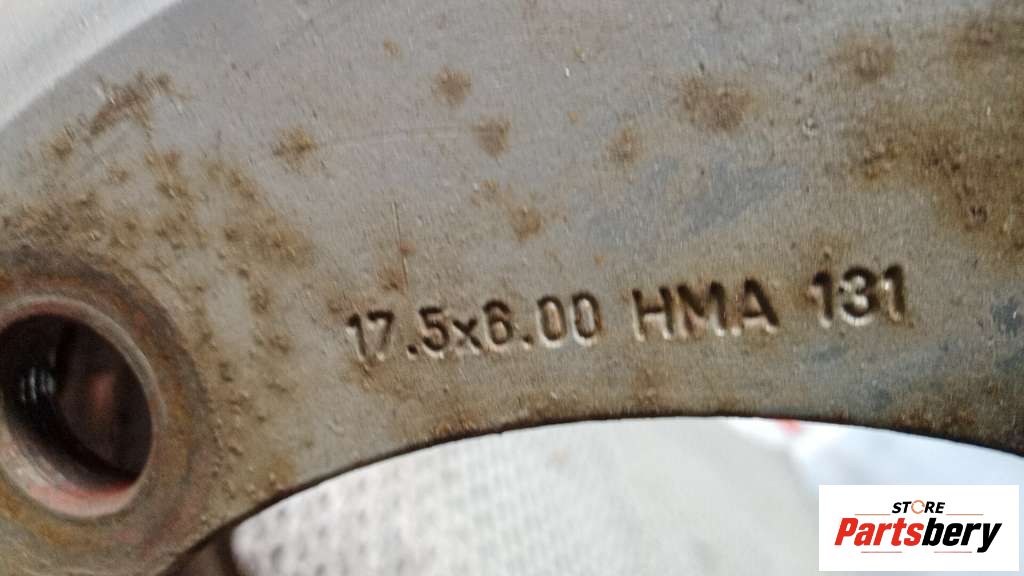 17.5x6.00 HMA 131
STORE
Partsbery